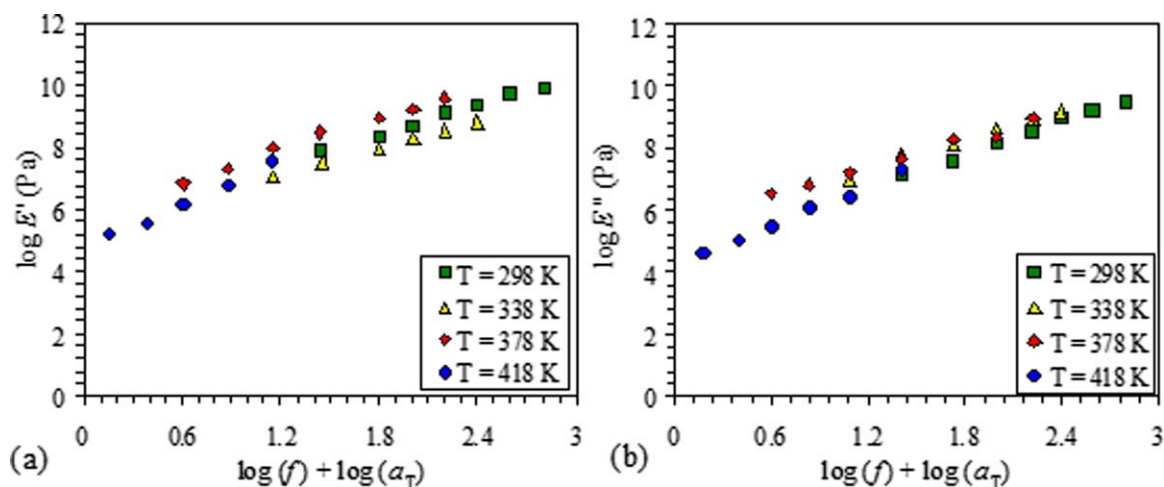 12
10
8
6
4
2
0
log E' (Pa)
T = 298 K
T = 338 K
T = 378 K
T = 418 K
0 0.6 1.2 1.8 2.4 3
(a) log (f) + log (a_T)
12
10
8
6
4
2
0
log E" (Pa)
T = 298 K
T = 338 K
T = 378 K
T = 418 K
0 0.6 1.2 1.8 2.4 3
(b) log (f) + log (a_T)